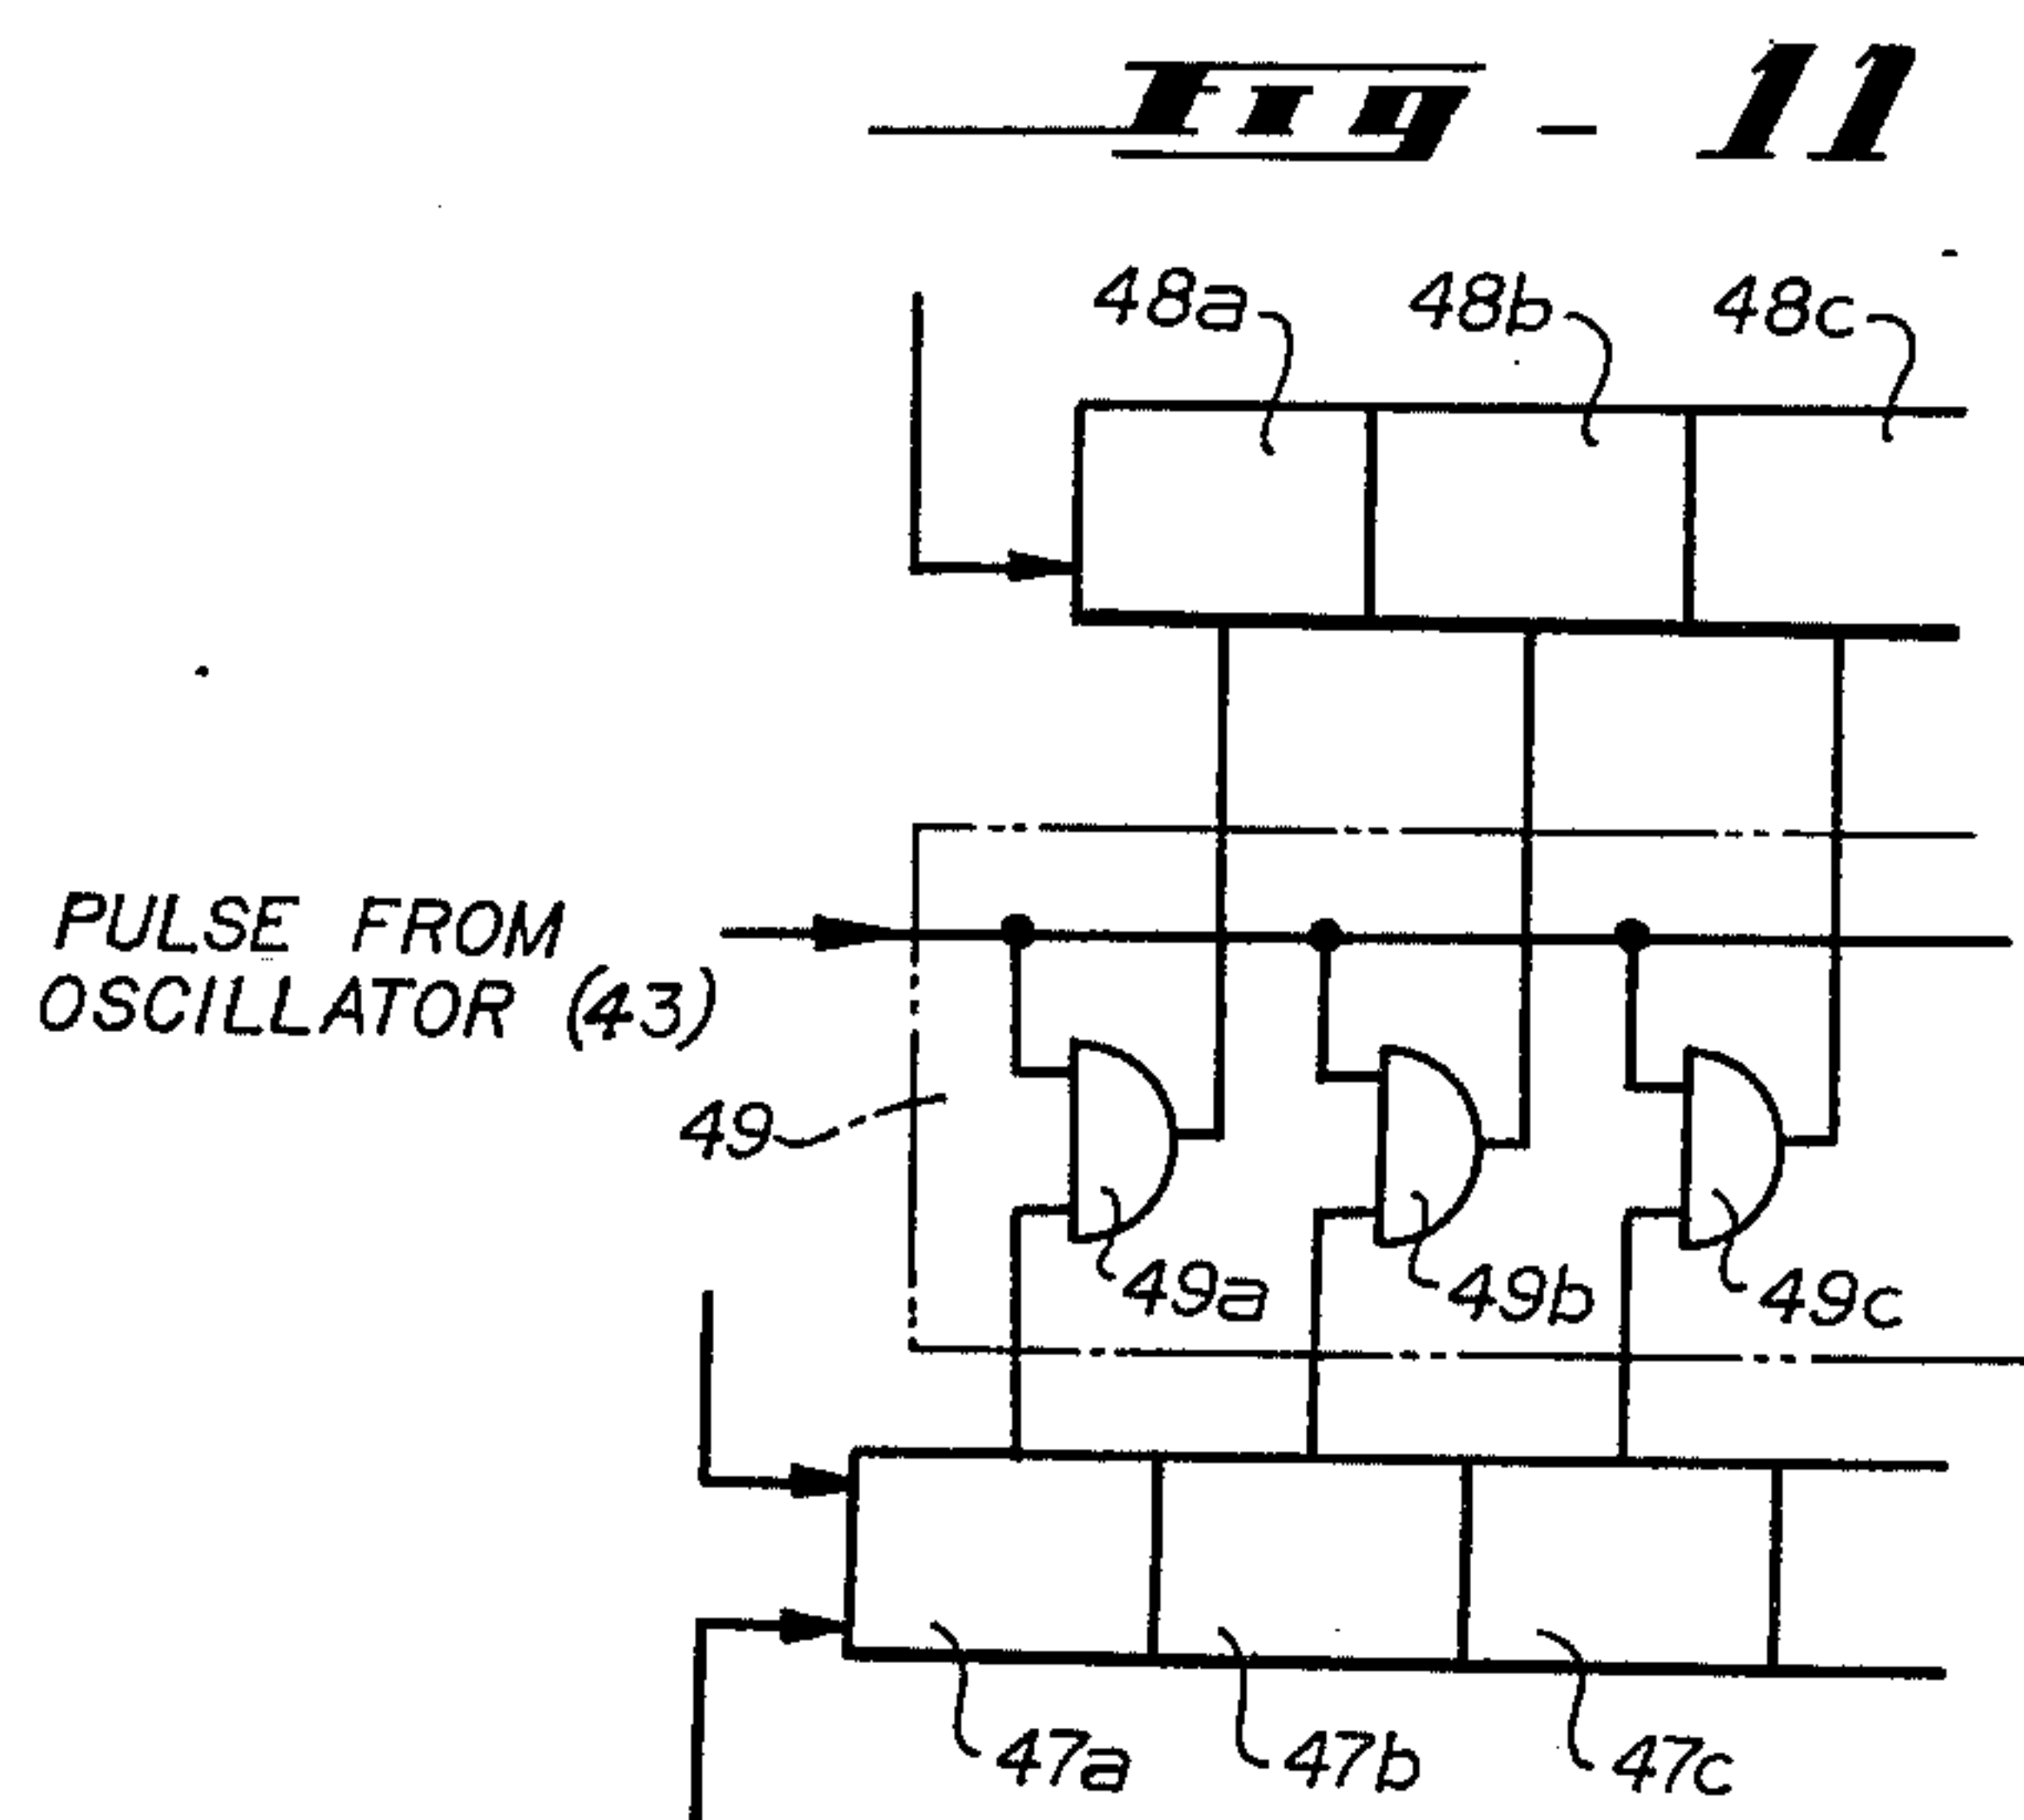 Fig - 11
48a 48b 48c
PULSE FROM
OSCILLATOR (43)
49
49a 49b 49c
47a 47b 47c